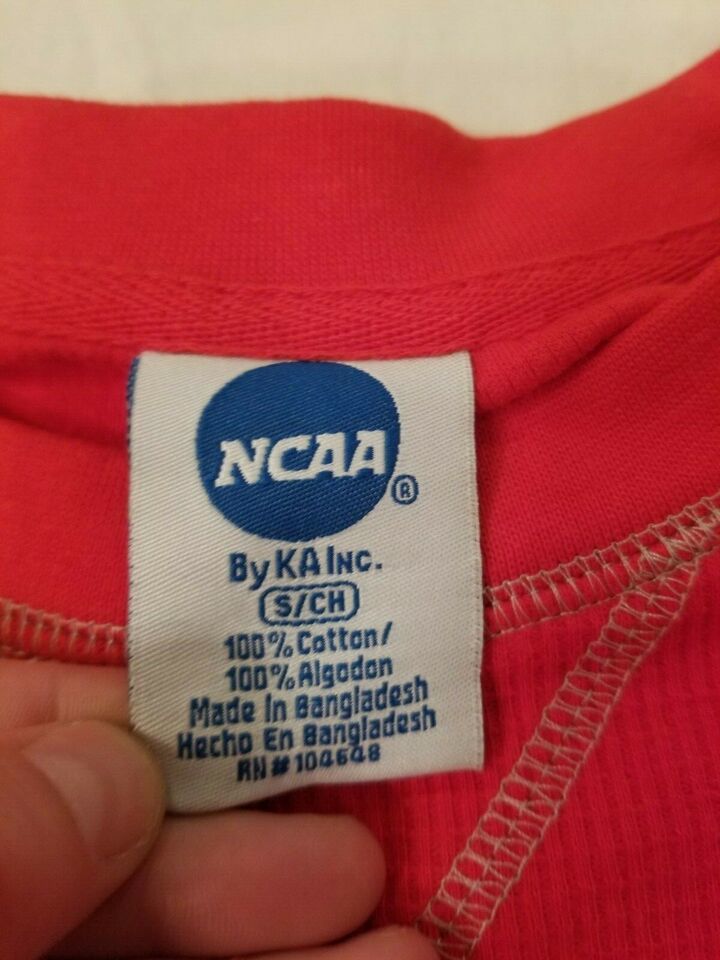 NCAA®
By KA Inc.
S/CH
100% Cotton/
100% Algodon
Made In Bangladesh
Hecho En Bangladesh
RN # 104648